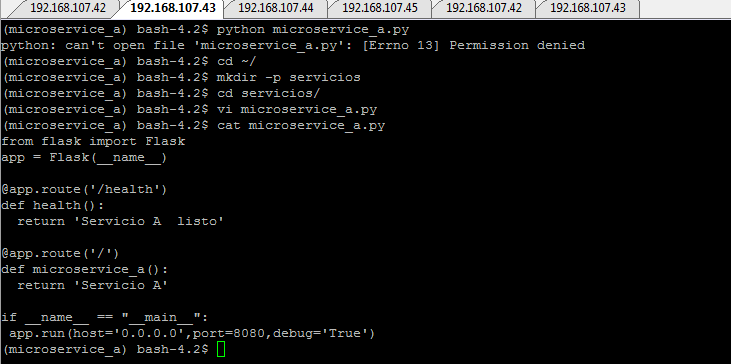 192.168.107.42 192.168.107.43 192.168.107.44 192.168.107.45 192.168.107.42 192.168.107.43
(microservice_a) bash-4.2$ python microservice_a.py
python: can't open file 'microservice_a.py': [Errno 13] Permission denied
(microservice_a) bash-4.2$ cd ~/
(microservice_a) bash-4.2$ mkdir -p servicios
(microservice_a) bash-4.2$ cd servicios/
(microservice_a) bash-4.2$ vi microservice_a.py
(microservice_a) bash-4.2$ cat microservice_a.py
from flask import Flask
app = Flask(__name__)

@app.route('/health')
def health():
  return 'Servicio A  listo'

@app.route('/')
def microservice_a():
  return 'Servicio A'

if __name__ == "__main__":
 app.run(host='0.0.0.0',port=8080,debug='True')
(microservice_a) bash-4.2$